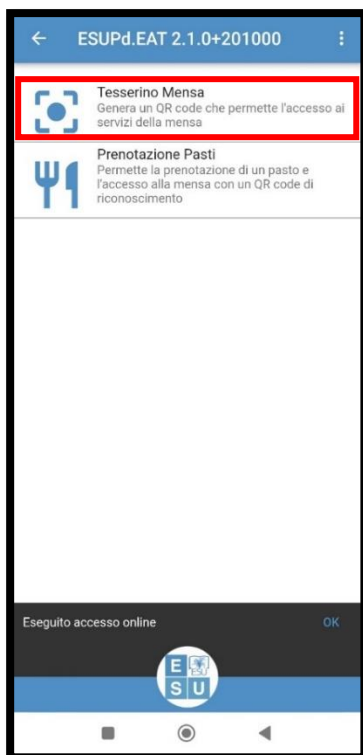 ESUPd.EAT 2.1.0+201000
Tesserino Mensa
Genera un QR code che permette l'accesso ai
servizi della mensa
Prenotazione Pasti
Permette la prenotazione di un pasto e
l'accesso alla mensa con un QR code di
riconoscimento
Eseguito accesso online OK
E
S U